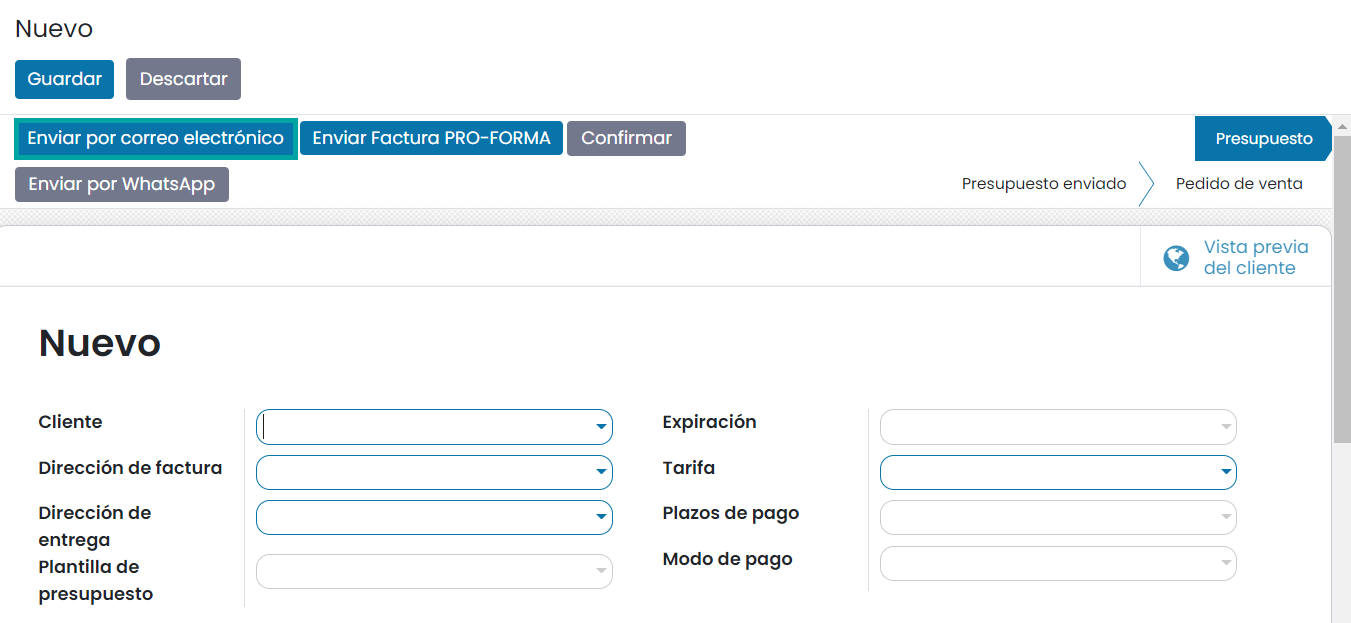 Nuevo
Guardar Descartar
Enviar por correo electrónico Enviar Factura PRO-FORMA Confirmar Presupuesto
Enviar por WhatsApp Presupuesto enviado Pedido de venta
Vista previa
del cliente
Nuevo
Cliente Expiración
Dirección de factura Tarifa
Dirección de Plazos de pago
entrega
Plantilla de Modo de pago
presupuesto